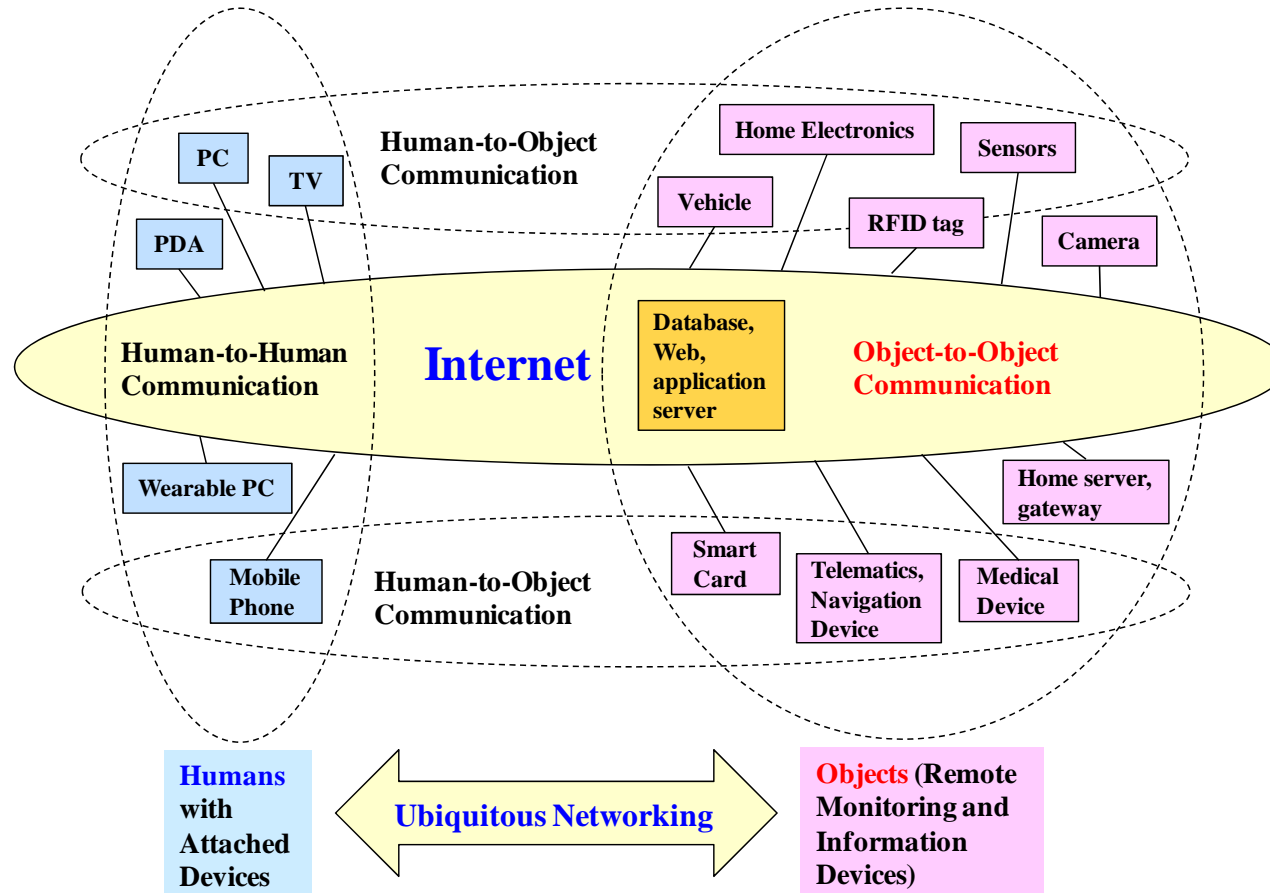 Human-to-Object
Communication
Home Electronics
PC
Sensors
TV
Vehicle
RFID tag
PDA
Camera
Human-to-Human
Communication
Internet
Database,
Web,
application
server
Object-to-Object
Communication
Wearable PC
Home server,
gateway
Mobile
Phone
Human-to-Object
Communication
Smart
Card
Telematics,
Navigation
Device
Medical
Device
Humans
with
Attached
Devices
Ubiquitous Networking
Objects (Remote
Monitoring and
Information
Devices)